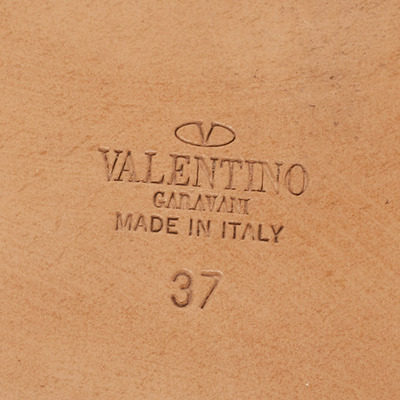 VALENTINO
GARAVANI
MADE IN ITALY
37